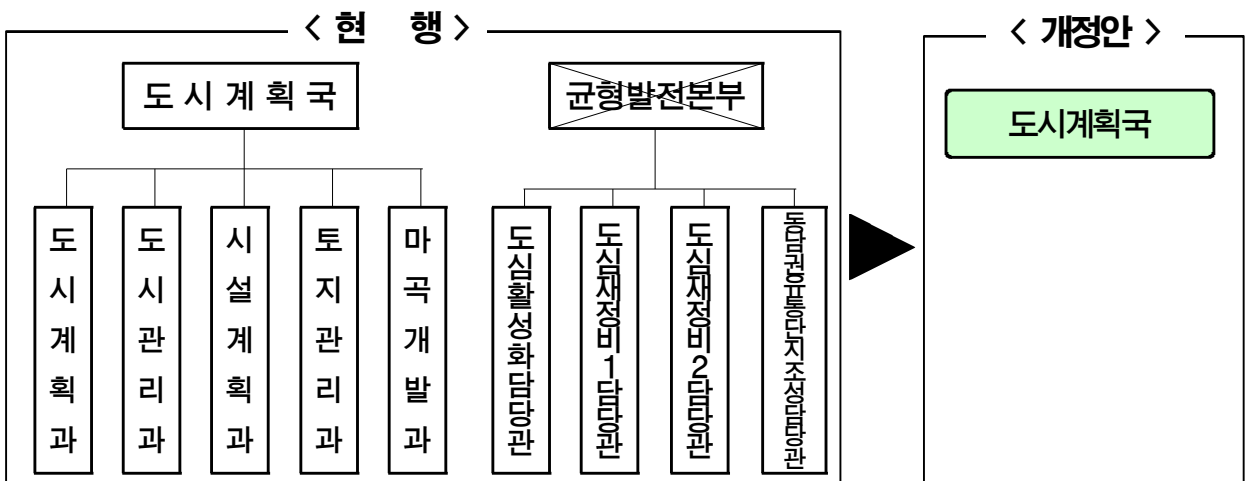 < 현 행 >
< 개정안 >
도시계획국
균형발전본부
도시계획국
도시계획과
도시관리과
시설계획과
토지관리과
마곡개발과
도심활성화담당관
도심재정비1담당관
도심재정비2담당관
동남권유통단지조성담당관